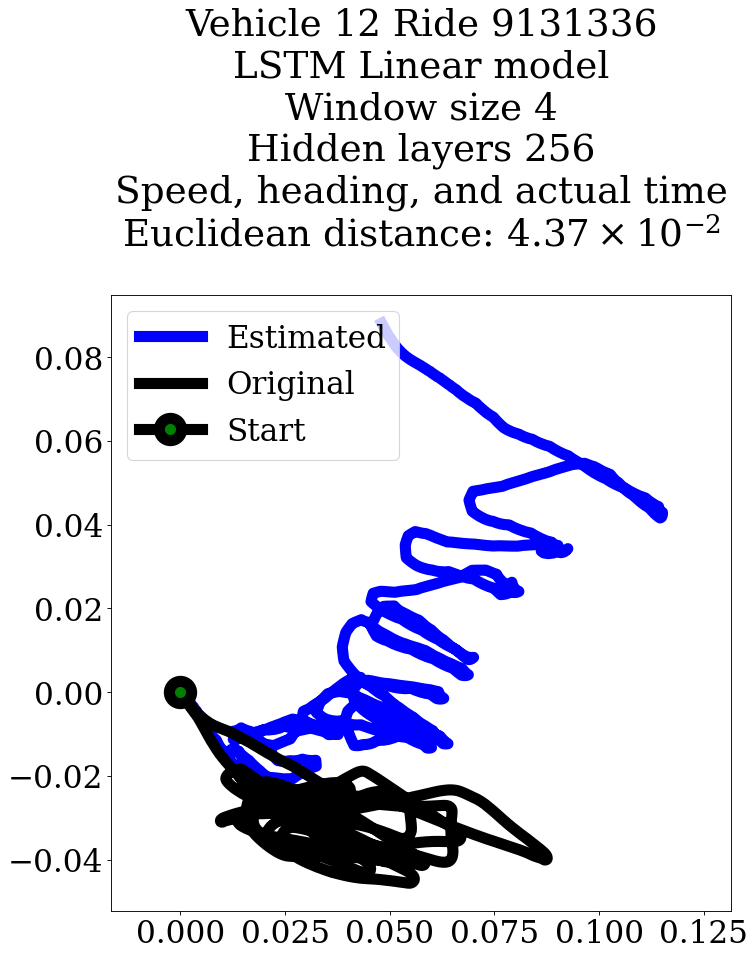 Vehicle 12 Ride 9131336
LSTM Linear model
Window size 4
Hidden layers 256
Speed, heading, and actual time
Euclidean distance: 4.37 × 10⁻²
Estimated
Original
Start
0.08
0.06
0.04
0.02
0.00
−0.02
−0.04
0.000 0.025 0.050 0.075 0.100 0.125